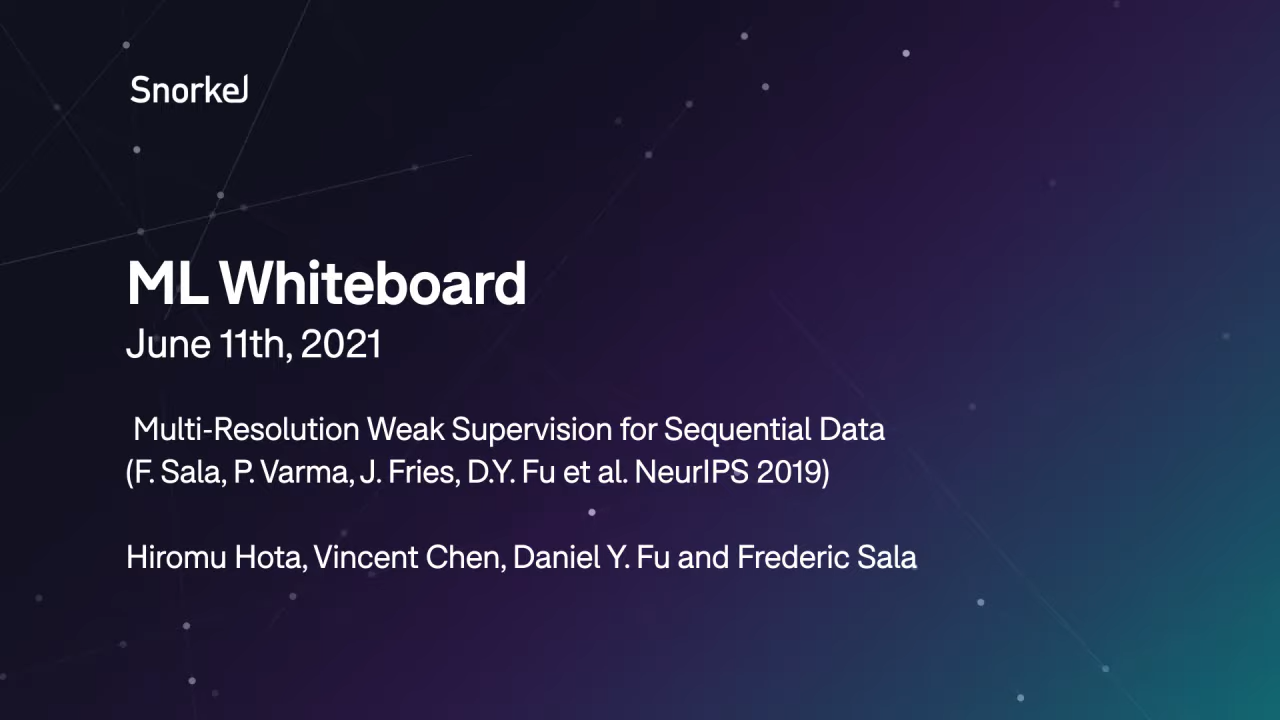 Snorkel
ML Whiteboard
June 11th, 2021
Multi-Resolution Weak Supervision for Sequential Data
(F. Sala, P. Varma, J. Fries, D.Y. Fu et al. NeurIPS 2019)
Hiromu Hota, Vincent Chen, Daniel Y. Fu and Frederic Sala